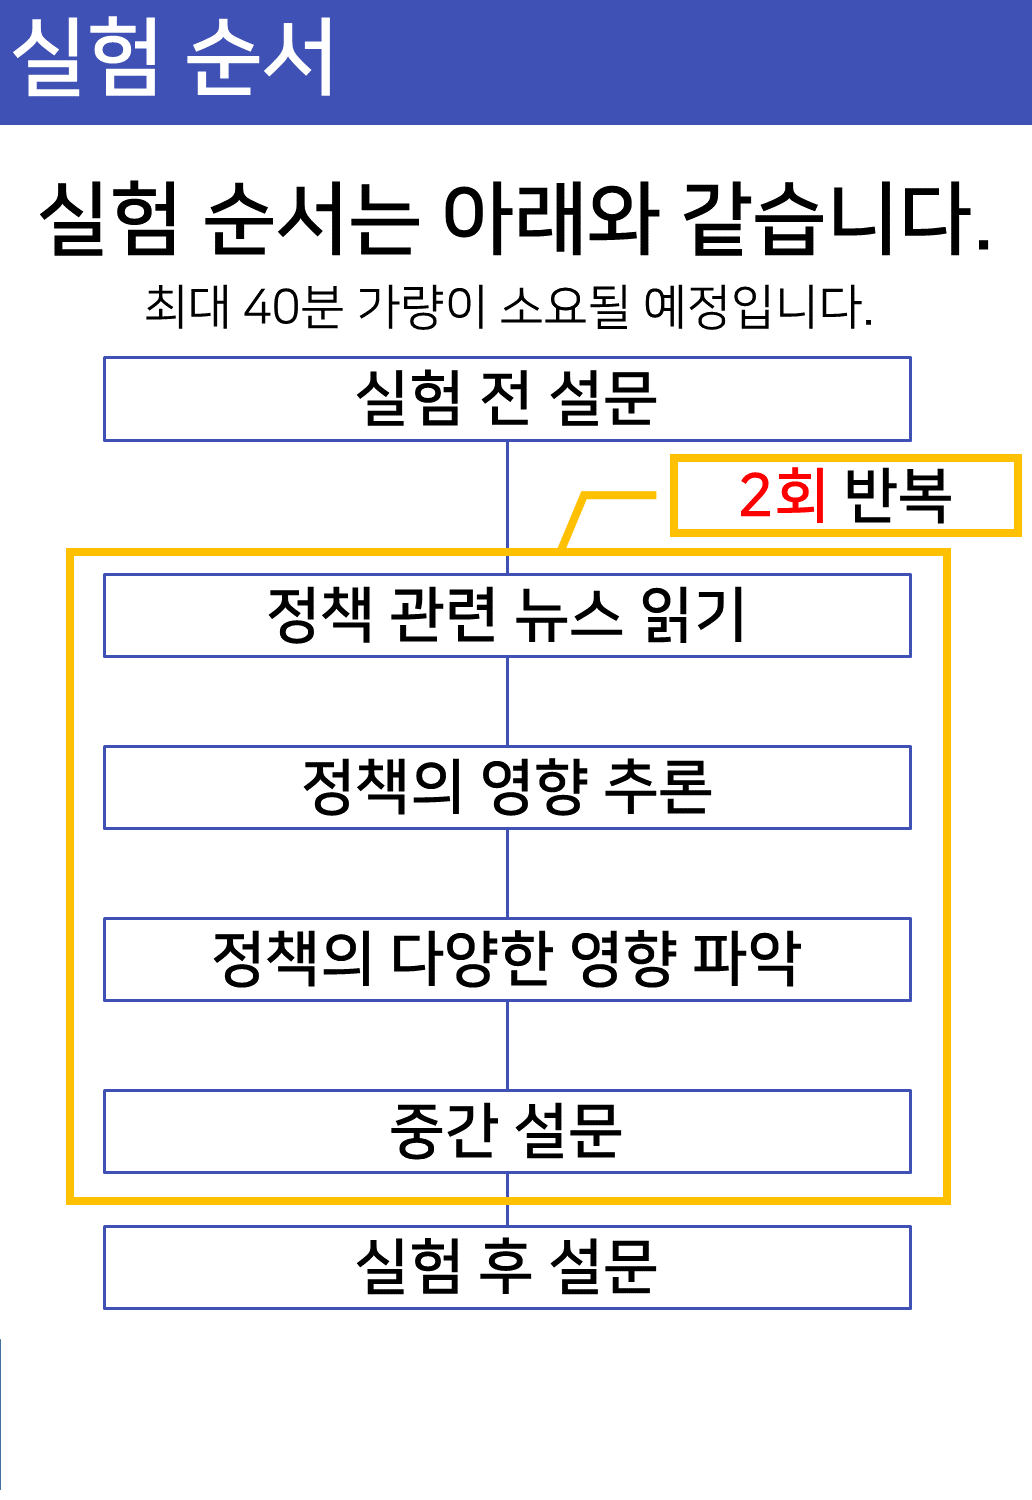 실험 순서
실험 순서는 아래와 같습니다.
최대 40분 가량이 소요될 예정입니다.
실험 전 설문
2회 반복
정책 관련 뉴스 읽기
정책의 영향 추론
정책의 다양한 영향 파악
중간 설문
실험 후 설문